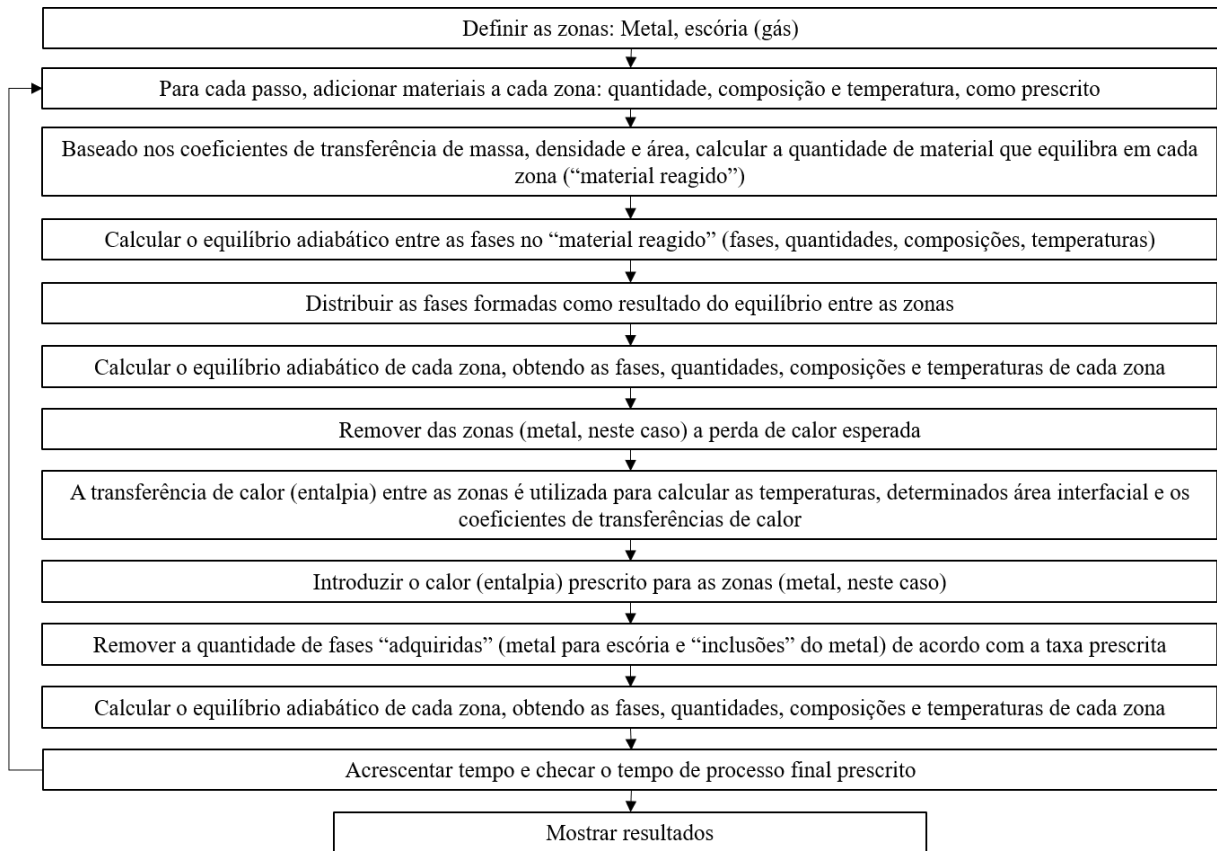 Definir as zonas: Metal, escória (gás)
Para cada passo, adicionar materiais a cada zona: quantidade, composição e temperatura, como prescrito
Baseado nos coeficientes de transferência de massa, densidade e área, calcular a quantidade de material que equilibra em cada
zona (“material reagido”)
Calcular o equilíbrio adiabático entre as fases no “material reagido” (fases, quantidades, composições, temperaturas)
Distribuir as fases formadas como resultado do equilíbrio entre as zonas
Calcular o equilíbrio adiabático de cada zona, obtendo as fases, quantidades, composições e temperaturas de cada zona
Remover das zonas (metal, neste caso) a perda de calor esperada
A transferência de calor (entalpia) entre as zonas é utilizada para calcular as temperaturas, determinados área interfacial e os
coeficientes de transferências de calor
Introduzir o calor (entalpia) prescrito para as zonas (metal, neste caso)
Remover a quantidade de fases “adquiridas” (metal para escória e “inclusões” do metal) de acordo com a taxa prescrita
Calcular o equilíbrio adiabático de cada zona, obtendo as fases, quantidades, composições e temperaturas de cada zona
Acrescentar tempo e checar o tempo de processo final prescrito
Mostrar resultados